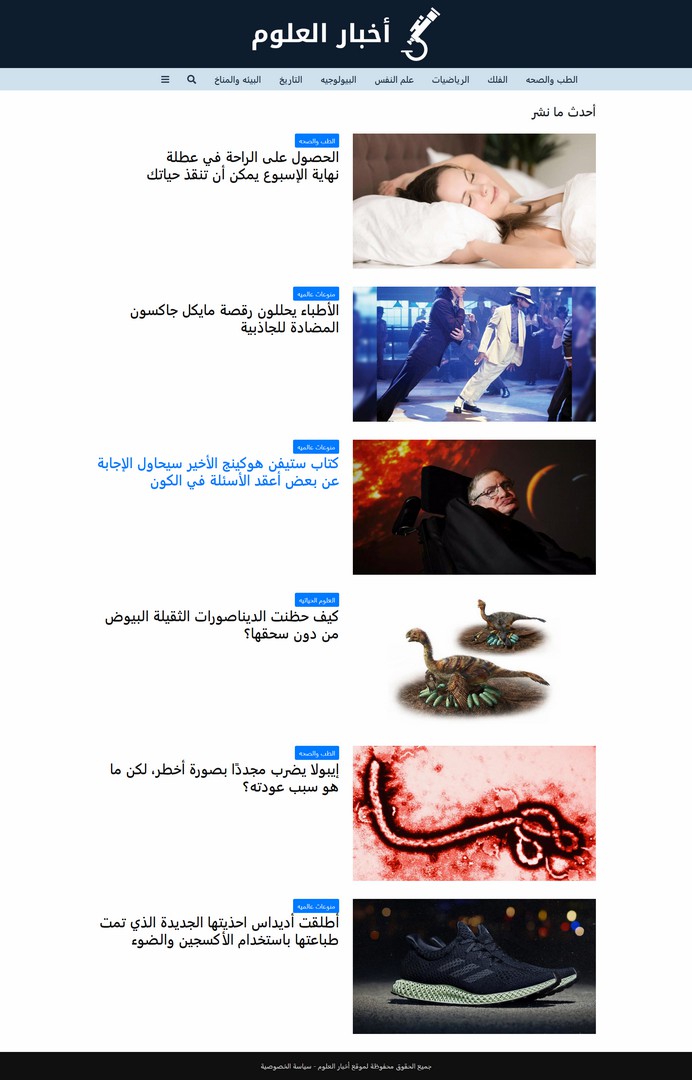 أخبار العلوم
الطب والصحه الفلك الرياضيات علم النفس البيولوجيه التاريخ البيئه والمناخ
أحدث ما نشر
الطب والصحه
الحصول على الراحة في عطلة
نهاية الإسبوع يمكن أن تنقذ حياتك
منوعات عالميه
الأطباء يحللون رقصة مايكل جاكسون
المضادة للجاذبية
منوعات عالميه
كتاب ستيفن هوكينج الأخير سيحاول الإجابة
عن بعض أعقد الأسئلة في الكون
العلوم الحياتيه
كيف حظنت الديناصورات الثقيلة البيوض
من دون سحقها؟
الطب والصحه
إيبولا يضرب مجددًا بصورة أخطر، لكن ما
هو سبب عودته؟
منوعات عالميه
أطلقت أديداس احذيتها الجديدة الذي تمت
طباعتها باستخدام الأكسجين والضوء
جميع الحقوق محفوظة لموقع أخبار العلوم - سياسة الخصوصية